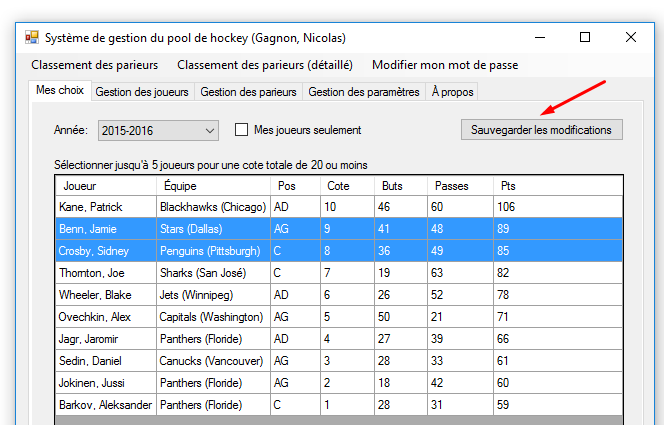 Système de gestion du pool de hockey (Gagnon, Nicolas)
Classement des parieurs Classement des parieurs (détaillé) Modifier mon mot de passe
Mes choix Gestion des joueurs Gestion des parieurs Gestion des paramètres À propos
Année: 2015-2016 Mes joueurs seulement Sauvegarder les modifications
Sélectionner jusqu'à 5 joueurs pour une cote totale de 20 ou moins
Joueur Équipe Pos Cote Buts Passes Pts
Kane, Patrick Blackhawks (Chicago) AD 10 46 60 106
Benn, Jamie Stars (Dallas) AG 9 41 48 89
Crosby, Sidney Penguins (Pittsburgh) C 8 36 49 85
Thornton, Joe Sharks (San José) C 7 19 63 82
Wheeler, Blake Jets (Winnipeg) AD 6 26 52 78
Ovechkin, Alex Capitals (Washington) AG 5 50 21 71
Jagr, Jaromir Panthers (Floride) AD 4 27 39 66
Sedin, Daniel Canucks (Vancouver) AG 3 28 33 61
Jokinen, Jussi Panthers (Floride) AG 2 18 42 60
Barkov, Aleksander Panthers (Floride) C 1 28 31 59